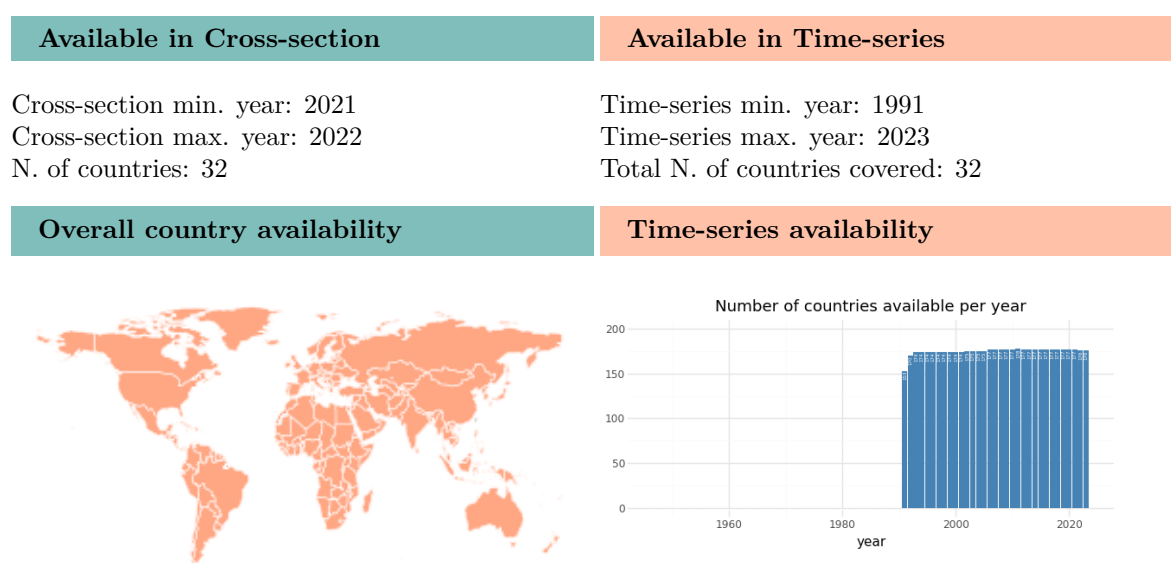 Available in Cross-section
Available in Time-series
Cross-section min. year: 2021
Cross-section max. year: 2022
N. of countries: 32
Time-series min. year: 1991
Time-series max. year: 2023
Total N. of countries covered: 32
Overall country availability
Time-series availability
Number of countries available per year
200
150
100
50
0
1960 1980 2000 2020
year